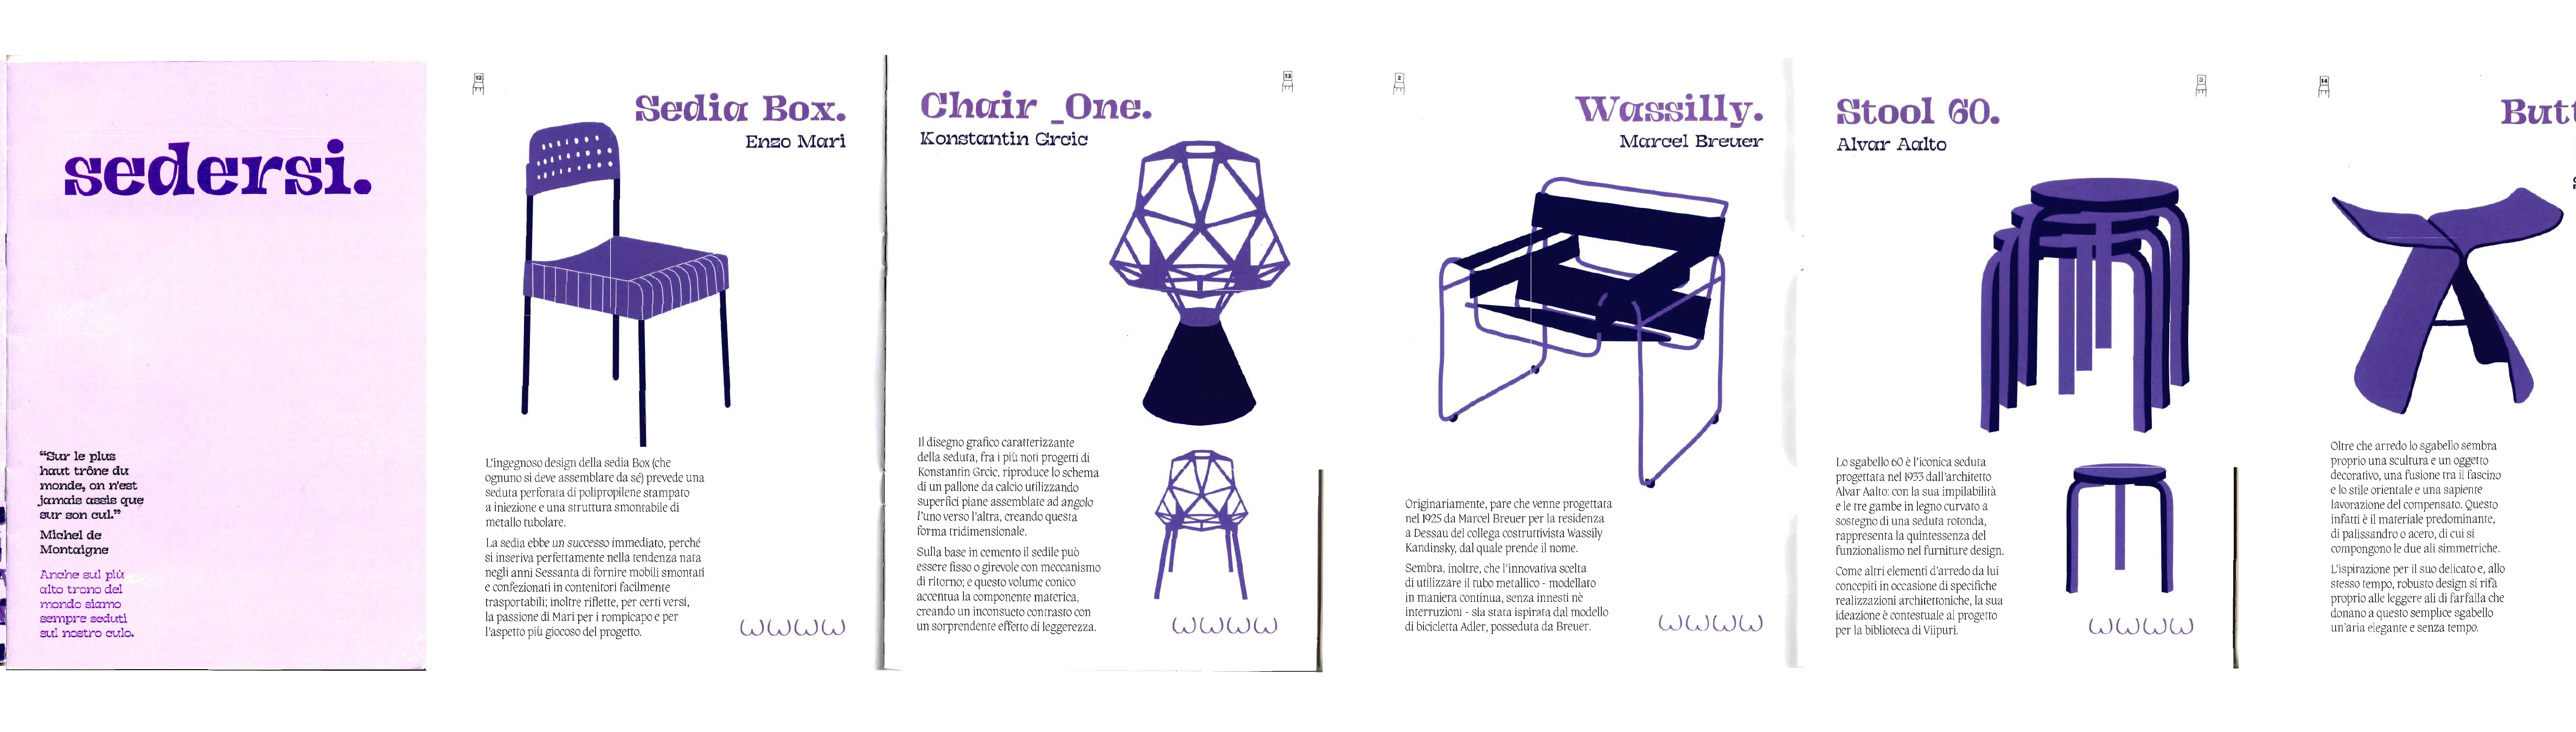 sedersi.
“Sur le plus
haut trône du
monde, on n'est
jamais assis que
sur son cul.”
Michel de
Montaigne
Anche sul più
alto trono del
mondo siamo
sempre seduti
sul nostro culo.
12
Sedia Box.
Enzo Mari
L'ingegnoso design della sedia Box (che
ognuno si deve assemblare da sé) prevede una
seduta perforata di polipropilene stampato
a iniezione e una struttura smontabile di
metallo tubolare.
La sedia ebbe un successo immediato, perché
si inseriva perfettamente nella tendenza nata
negli anni Sessanta di fornire mobili smontati
e confezionati in contenitori facilmente
trasportabili; inoltre riflette, per certi versi,
la passione di Mari per i rompicapo e per
l'aspetto più giocoso del progetto.
13
Chair _One.
Konstantin Grcic
Il disegno grafico caratterizzante
della seduta, fra i più noti progetti di
Konstantin Grcic, riproduce lo schema
di un pallone da calcio utilizzando
superfici piane assemblate ad angolo
l'uno verso l'altra, creando questa
forma tridimensionale.
Sulla base in cemento il sedile può
essere fisso o girevole con meccanismo
di ritorno; e questo volume conico
accentua la componente materica,
creando un inconsueto contrasto con
un sorprendente effetto di leggerezza.
2
Wassilly.
Marcel Breuer
Originariamente, pare che venne progettata
nel 1925 da Marcel Breuer per la residenza
a Dessau del collega costruttivista Wassily
Kandinsky, dal quale prende il nome.
Sembra, inoltre, che l'innovativa scelta
di utilizzare il tubo metallico - modellato
in maniera continua, senza innesti nè
interruzioni - sia stata ispirata dal modello
di bicicletta Adler, posseduta da Breuer.
Stool 60.
Alvar Aalto
Lo sgabello 60 è l'iconica seduta
progettata nel 1933 dall'architetto
Alvar Aalto: con la sua impilabilità
e le tre gambe in legno curvato a
sostegno di una seduta rotonda,
rappresenta la quintessenza del
funzionalismo nel furniture design.
Come altri elementi d'arredo da lui
concepiti in occasione di specifiche
realizzazioni architettoniche, la sua
ideazione è contestuale al progetto
per la biblioteca di Viipuri.
14
Butt
Oltre che arredo lo sgabello sembra
proprio una scultura e un oggetto
decorativo, una fusione tra il fascino
e lo stile orientale e una sapiente
lavorazione del compensato. Questo
infatti è il materiale predominante,
di palissandro o acero, di cui si
compongono le due ali simmetriche.
L'ispirazione per il suo delicato e, allo
stesso tempo, robusto design si rifà
proprio alle leggere ali di farfalla che
donano a questo semplice sgabello
un'aria elegante e senza tempo.